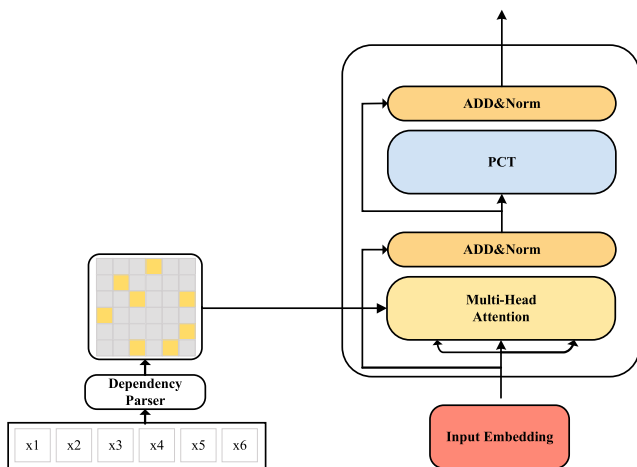 ADD&Norm
PCT
ADD&Norm
Multi-Head
Attention
Dependency
Parser
x1 x2 x3 x4 x5 x6
Input Embedding